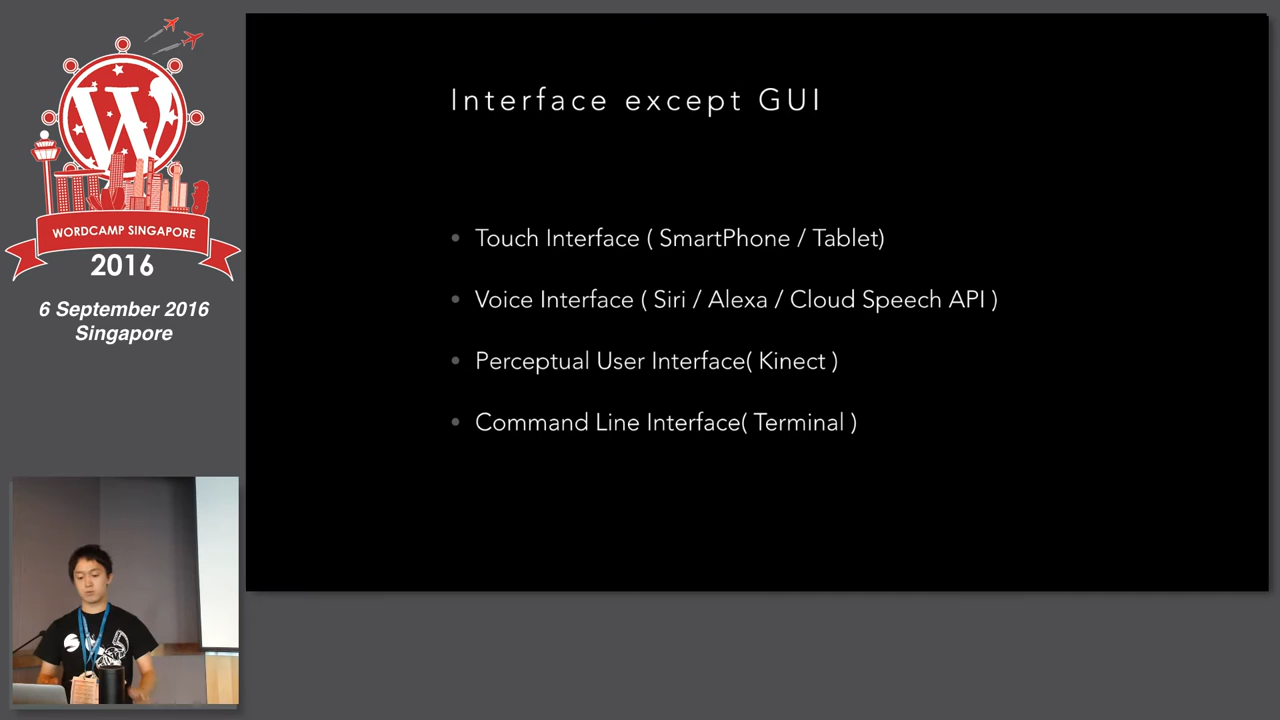 WORDCAMP SINGAPORE
2016
6 September 2016
Singapore
Interface except GUI
• Touch Interface ( SmartPhone / Tablet)
• Voice Interface ( Siri / Alexa / Cloud Speech API )
• Perceptual User Interface( Kinect )
• Command Line Interface( Terminal )